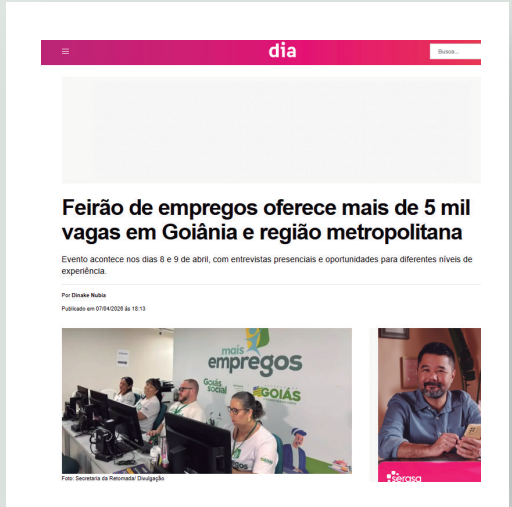 dia
Busca...
Feirão de empregos oferece mais de 5 mil
vagas em Goiânia e região metropolitana
Evento acontece nos dias 8 e 9 de abril, com entrevistas presenciais e oportunidades para diferentes níveis de
experiência.
Por Dinake Nubia
Publicado em 07/04/2026 às 18:13
mais
empregos
Goiás
social
GOIÁS
Foto: Secretaria da Retomada/ Divulgação
serasa